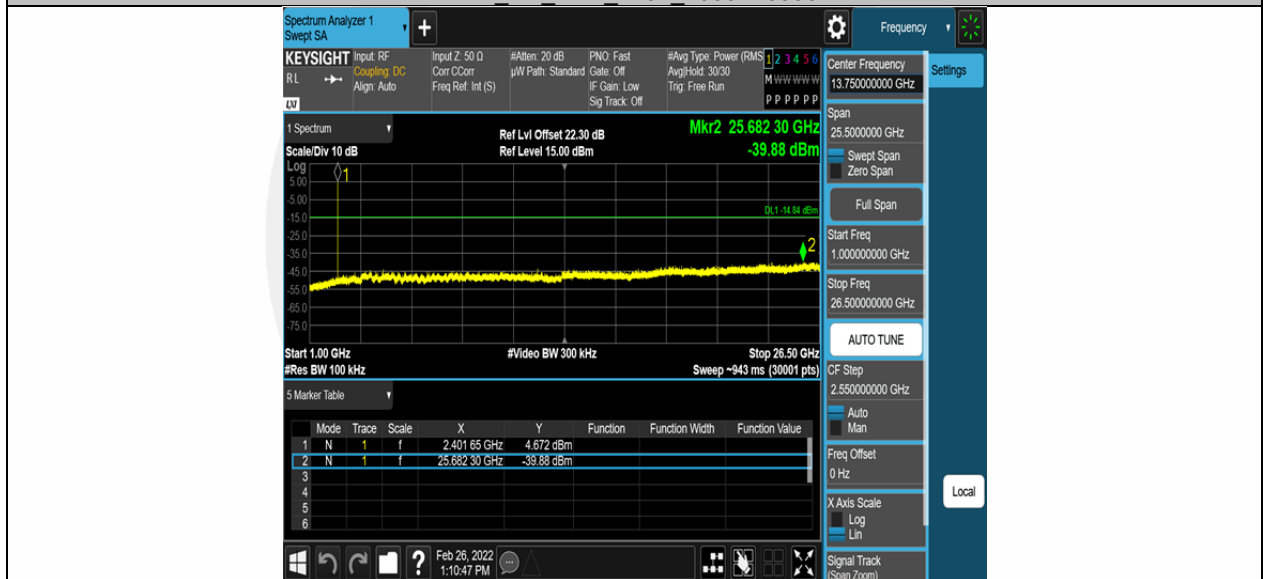 Spectrum Analyzer 1
Swept SA
+
Frequency
KEYSIGHT
RL
LXI
Input: RF
Coupling: DC
Align: Auto
Input Z: 50 Ω
Corr CCorr
Freq Ref: Int (S)
#Atten: 20 dB
µW Path: Standard
PNO: Fast
Gate: Off
IF Gain: Low
Sig Track: Off
#Avg Type: Power (RMS
Avg|Hold: 30/30
Trig: Free Run
1 2 3 4 5 6
M W W W W W
P P P P P P
1 Spectrum
Scale/Div 10 dB
Ref Lvl Offset 22.30 dB
Ref Level 15.00 dBm
Mkr2 25.682 30 GHz
-39.88 dBm
Log
5.00
-5.00
-15.0
-25.0
-35.0
-45.0
-55.0
-65.0
-75.0
1
DL1 -14.84 dBm
2
Start 1.00 GHz
#Video BW 300 kHz
Stop 26.50 GHz
#Res BW 100 kHz
Sweep ~943 ms (30001 pts)
5 Marker Table
Mode Trace Scale X Y Function Function Width Function Value
1 N 1 f 2.401 65 GHz 4.672 dBm
2 N 1 f 25.682 30 GHz -39.88 dBm
3
4
5
6
?
Feb 26, 2022
1:10:47 PM
Center Frequency
13.750000000 GHz
Settings
Span
25.5000000 GHz
Swept Span
Zero Span
Full Span
Start Freq
1.000000000 GHz
Stop Freq
26.500000000 GHz
AUTO TUNE
CF Step
2.550000000 GHz
Auto
Man
Freq Offset
0 Hz
X Axis Scale
Log
Lin
Local
Signal Track
(Span Zoom)